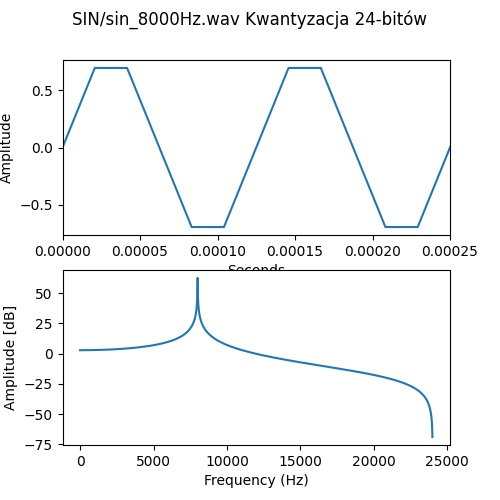 SIN/sin_8000Hz.wav Kwantyzacja 24-bitów
Amplitude
0.5
0.0
−0.5
0.00000 0.00005 0.00010 0.00015 0.00020 0.00025
Seconds
Amplitude [dB]
50
25
0
−25
−50
−75
0 5000 10000 15000 20000 25000
Frequency (Hz)